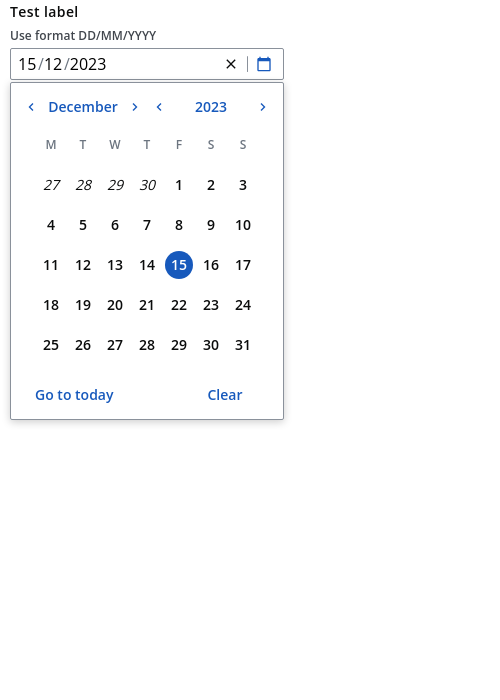 Test label
Use format DD/MM/YYYY
15/12/2023
December 2023
M T W T F S S
27 28 29 30 1 2 3
4 5 6 7 8 9 10
11 12 13 14 15 16 17
18 19 20 21 22 23 24
25 26 27 28 29 30 31
Go to today Clear